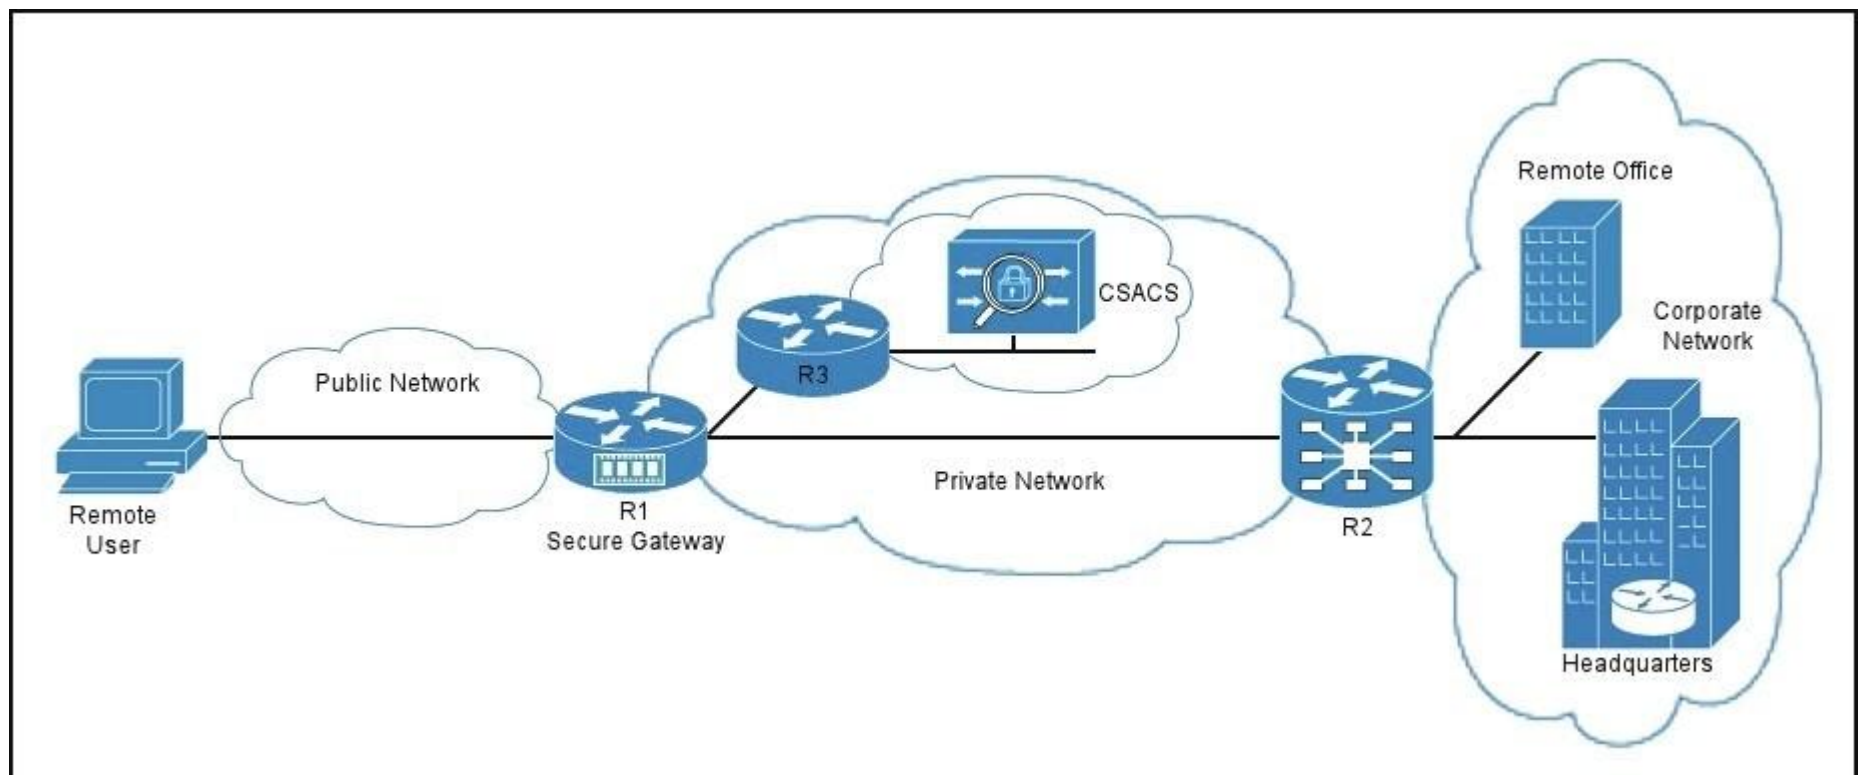 Remote Office
CSACS
Corporate
Network
R3
Public Network
Private Network
Remote
User
R1
Secure Gateway
R2
Headquarters